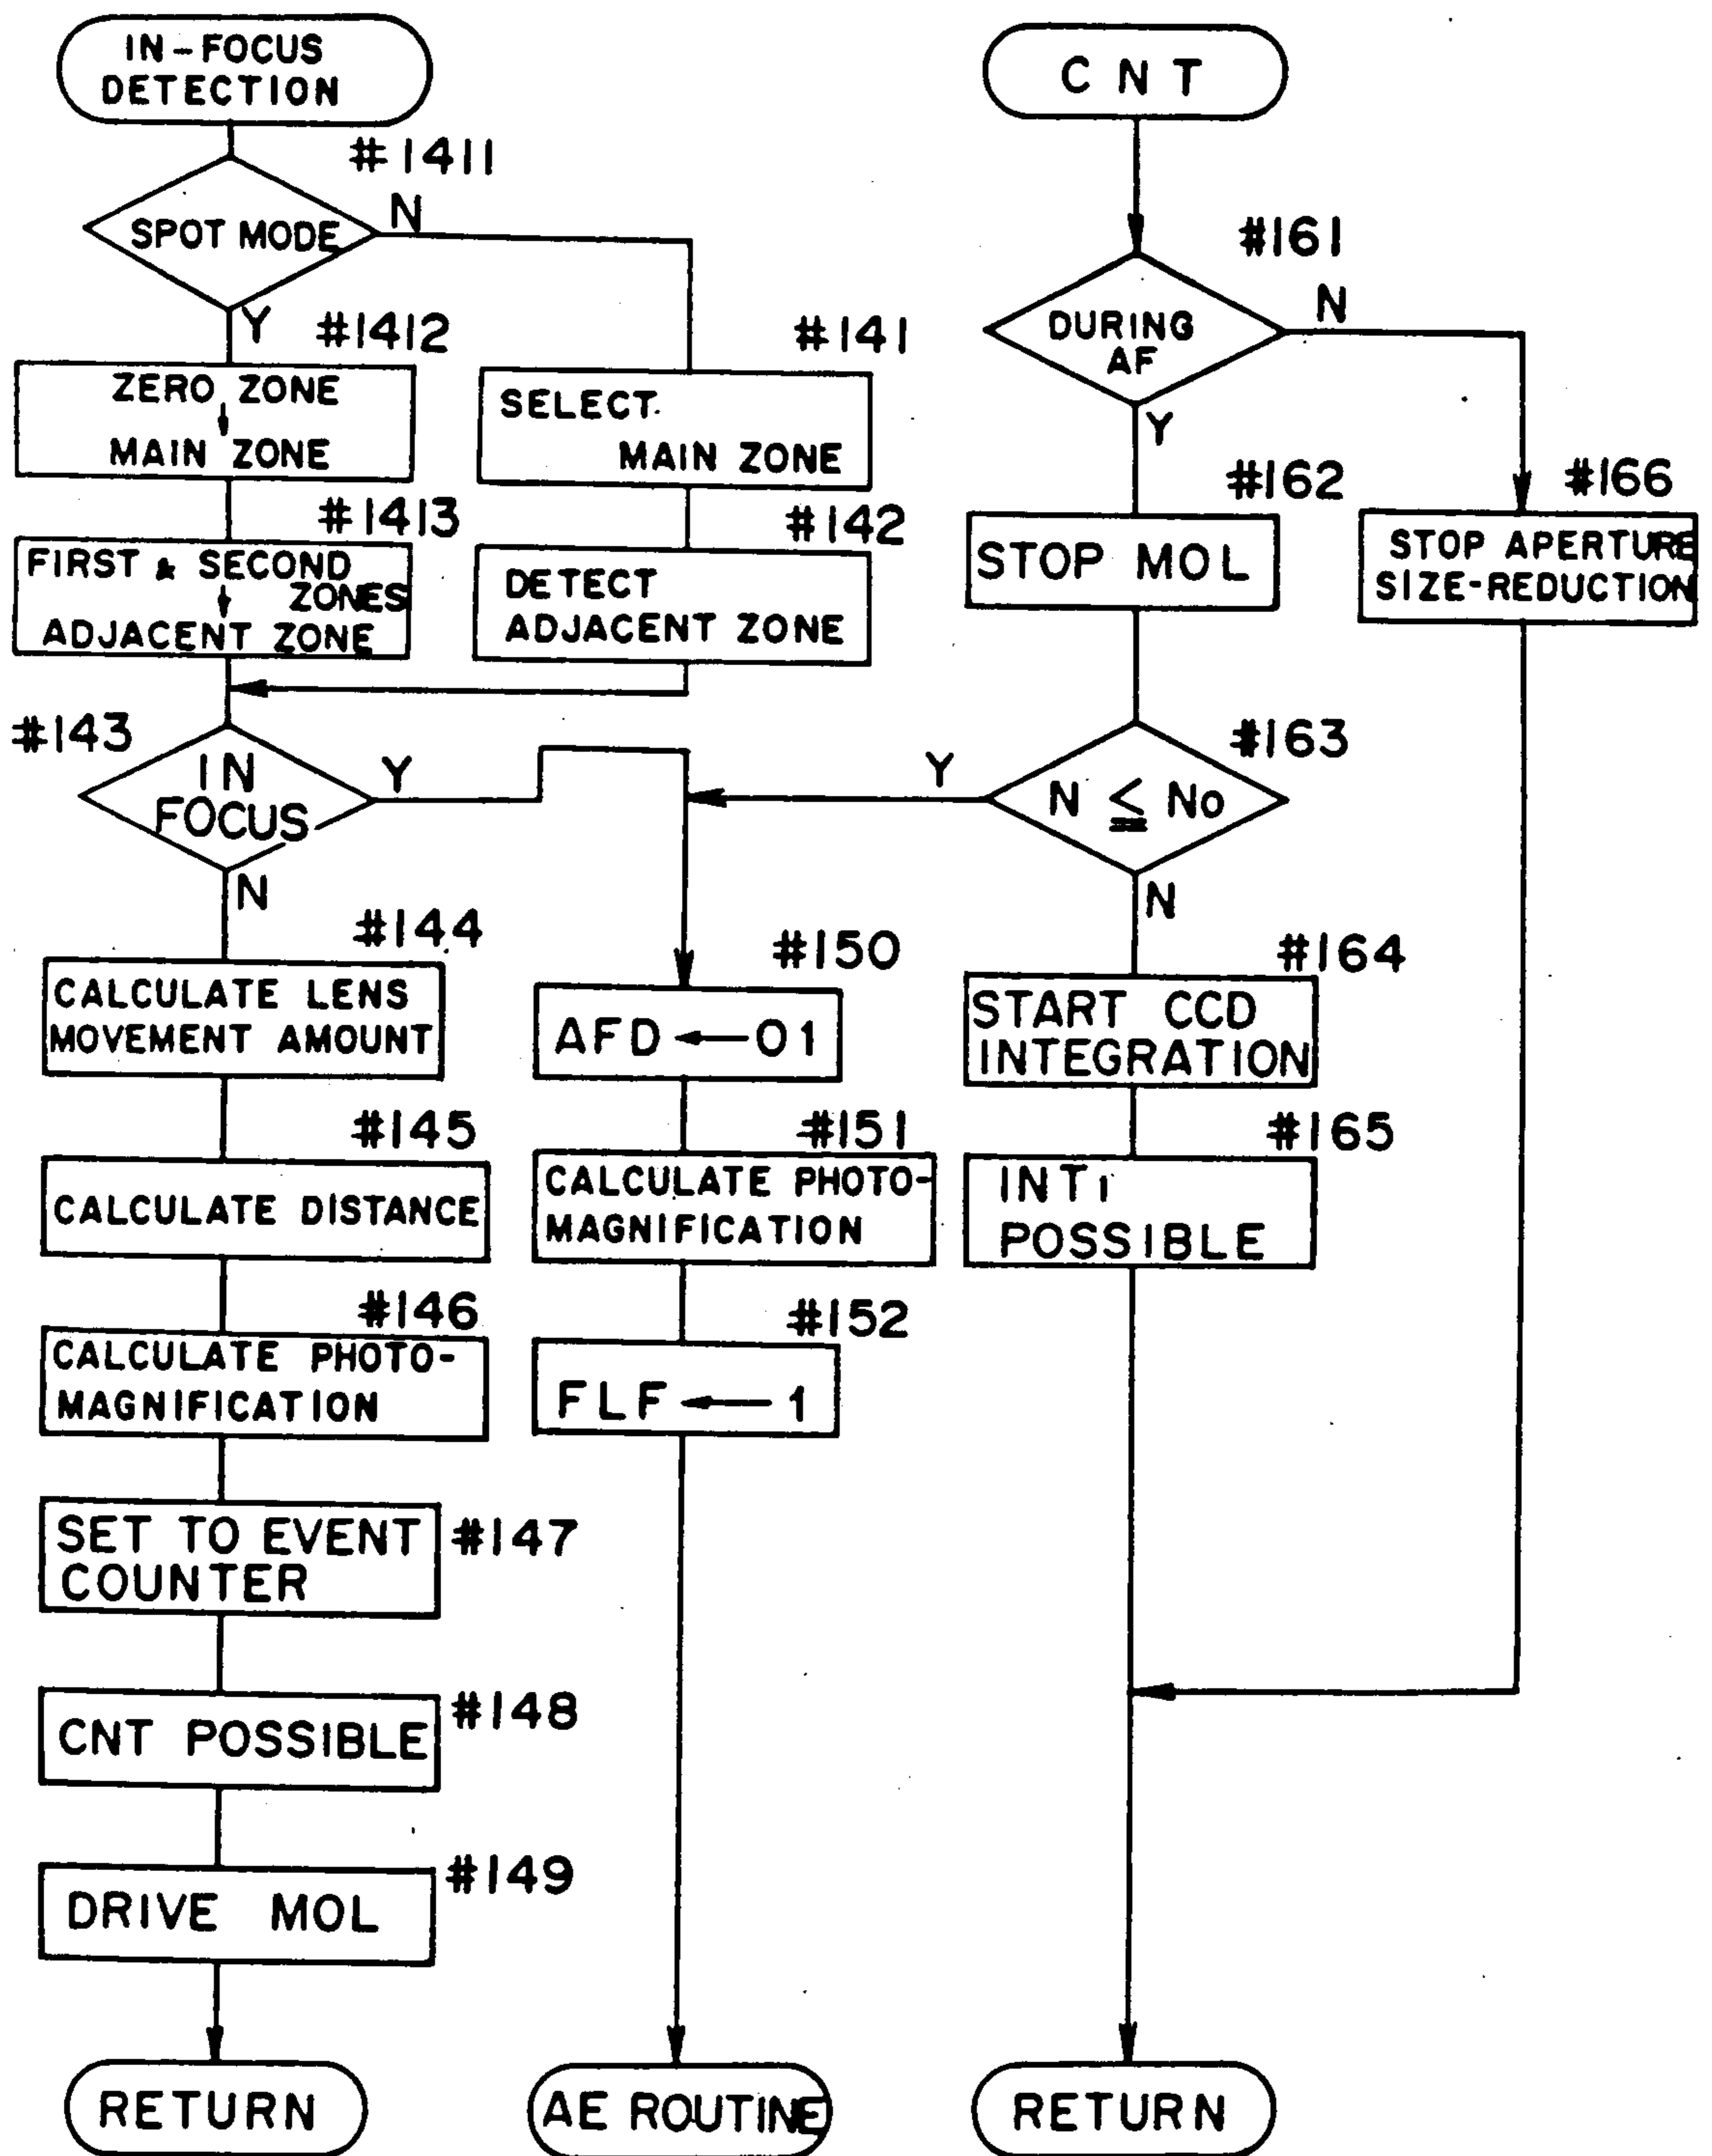 IN-FOCUS
DETECTION
#1411
SPOT MODE
N
Y
#1412
ZERO ZONE
MAIN ZONE
#1413
FIRST & SECOND
ZONES
ADJACENT ZONE
#141
SELECT
MAIN ZONE
#142
DETECT
ADJACENT ZONE
#143
IN
FOCUS
Y
N
#144
CALCULATE LENS
MOVEMENT AMOUNT
#145
CALCULATE DISTANCE
#146
CALCULATE PHOTO-
MAGNIFICATION
SET TO EVENT
COUNTER
#147
CNT POSSIBLE
#148
DRIVE MOL
#149
RETURN
#150
AFD ← 01
#151
CALCULATE PHOTO-
MAGNIFICATION
#152
FLF ← 1
AE ROUTINE
CNT
#161
DURING
AF
N
Y
#162
STOP MOL
#166
STOP APERTURE
SIZE-REDUCTION
#163
N ≦ No
Y
N
#164
START CCD
INTEGRATION
#165
INTi
POSSIBLE
RETURN